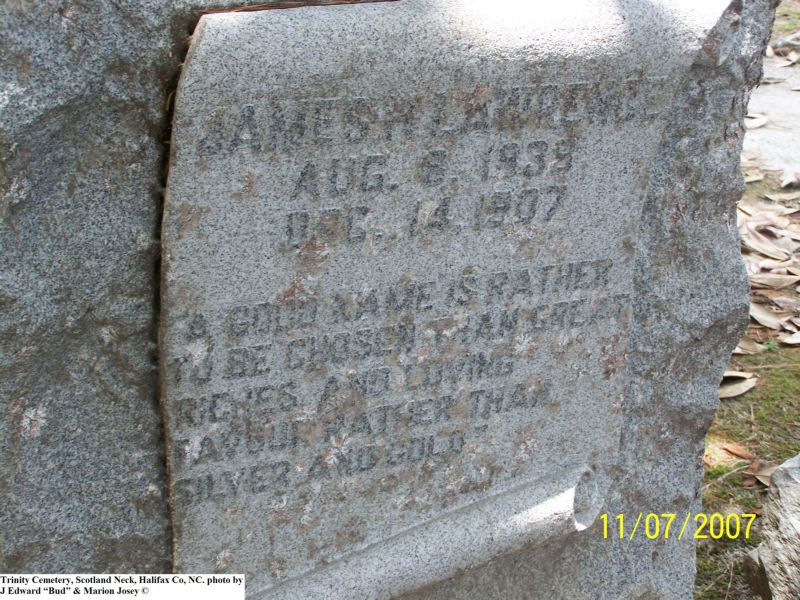 JAMES H LAWRENCE
AUG. 8. 1838
DEC. 14. 1907
"A GOOD NAME IS RATHER
TO BE CHOSEN THAN GREAT
RICHES, AND LOVING
FAVOUR RATHER THAN
SILVER AND GOLD"
11/07/2007
Trinity Cemetery, Scotland Neck, Halifax Co, NC. photo by
J Edward “Bud” & Marion Josey ©